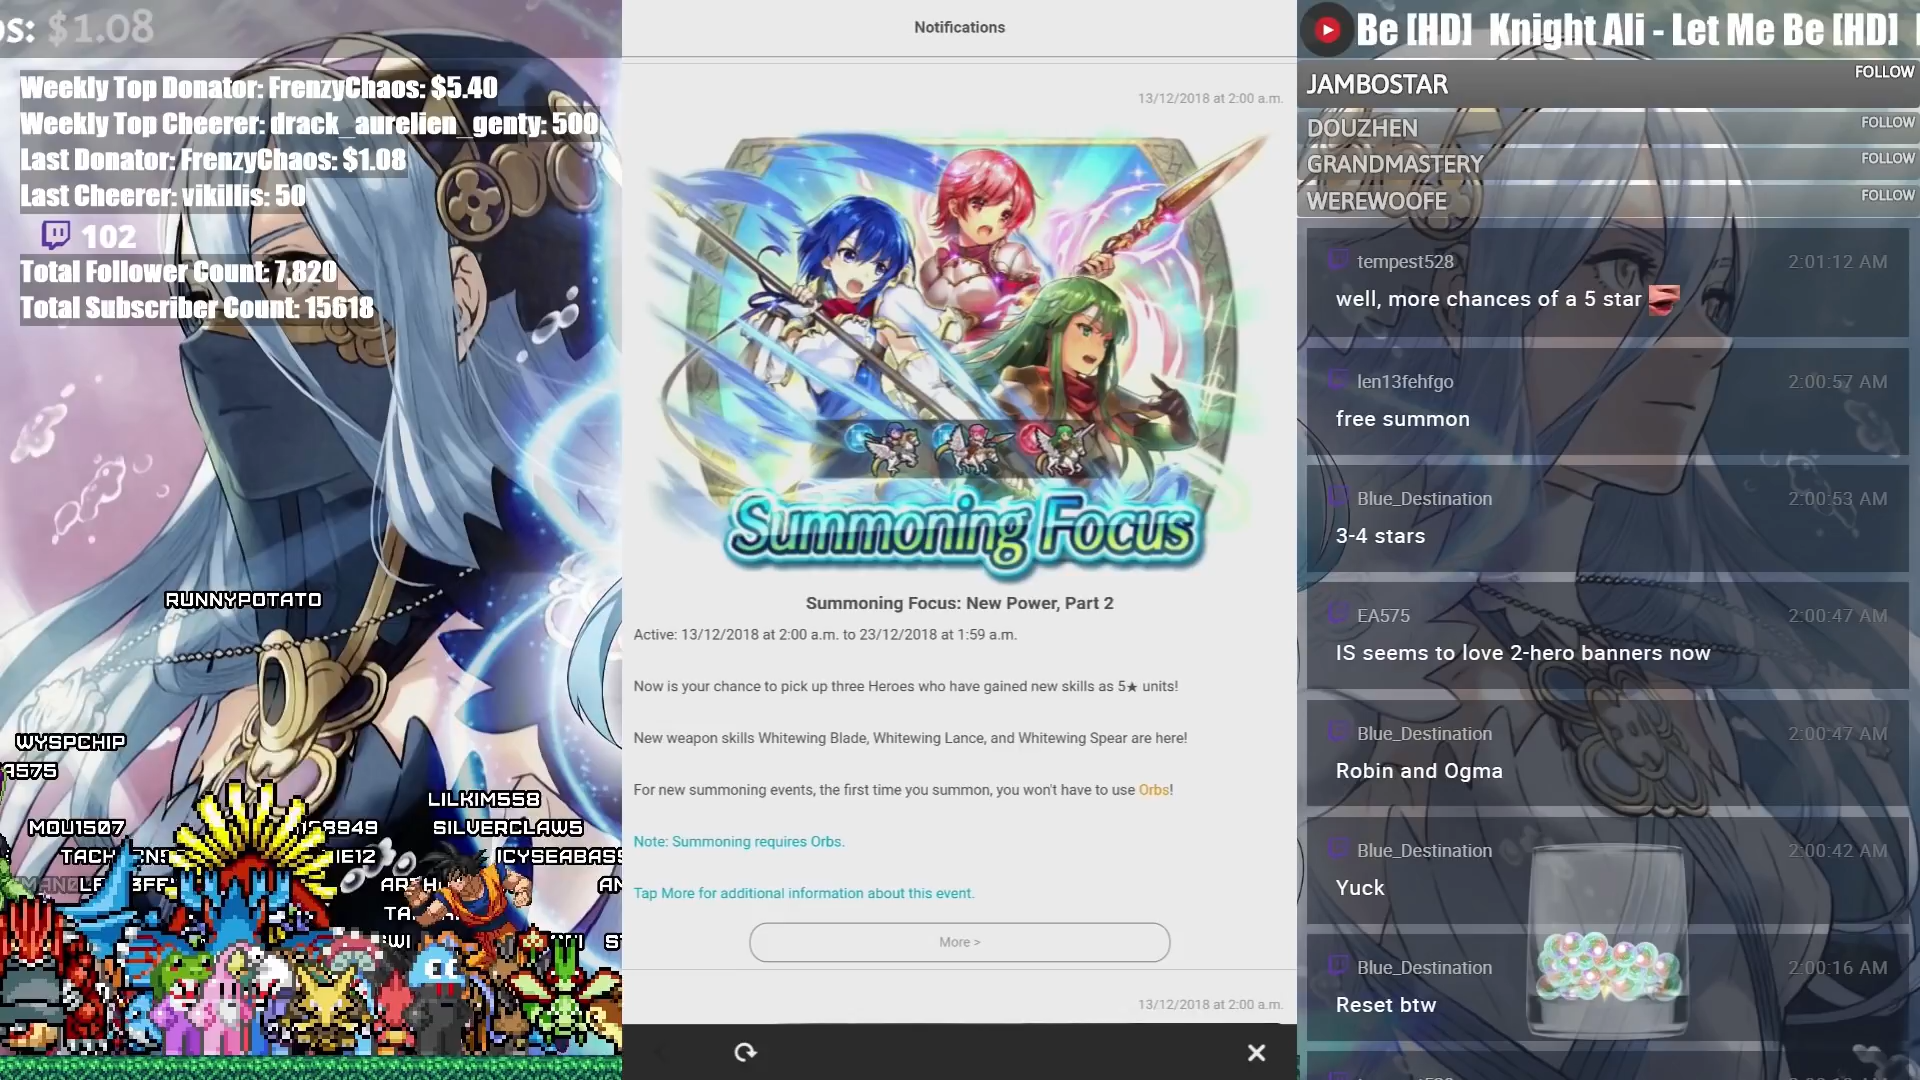 os: $1.08
Weekly Top Donator: FrenzyChaos: $5.40
Weekly Top Cheerer: drack_aurelien_genty: 500
Last Donator: FrenzyChaos: $1.08
Last Cheerer: vikillis: 50
102
Total Follower Count: 7,820
Total Subscriber Count: 15618
RUNNYPOTATO
WYSPCHIP
A575
LILKIM558
MOU1507
SILVERCLAW5
ICYSEABASS
Notifications
13/12/2018 at 2:00 a.m.
Summoning Focus
Summoning Focus: New Power, Part 2
Active: 13/12/2018 at 2:00 a.m. to 23/12/2018 at 1:59 a.m.
Now is your chance to pick up three Heroes who have gained new skills as 5★ units!
New weapon skills Whitewing Blade, Whitewing Lance, and Whitewing Spear are here!
For new summoning events, the first time you summon, you won't have to use Orbs!
Note: Summoning requires Orbs.
Tap More for additional information about this event.
More >
13/12/2018 at 2:00 a.m.
Be [HD] Knight Ali - Let Me Be [HD]
JAMBOSTAR FOLLOW
DOUZHEN FOLLOW
GRANDMASTERY FOLLOW
WEREWOOFE FOLLOW
tempest528 2:01:12 AM
well, more chances of a 5 star
len13fehfgo 2:00:57 AM
free summon
Blue_Destination 2:00:53 AM
3-4 stars
EA575 2:00:47 AM
IS seems to love 2-hero banners now
Blue_Destination 2:00:47 AM
Robin and Ogma
Blue_Destination 2:00:42 AM
Yuck
Blue_Destination 2:00:16 AM
Reset btw